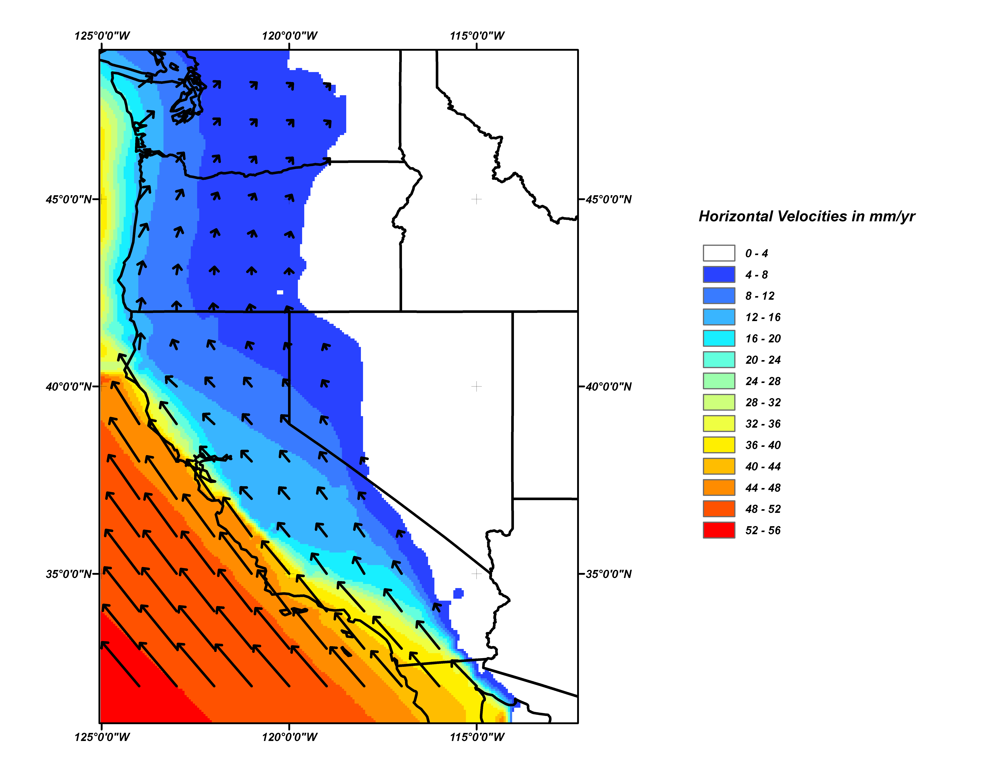 125°0'0"W 120°0'0"W 115°0'0"W
45°0'0"N 45°0'0"N
Horizontal Velocities in mm/yr
0 - 4
4 - 8
8 - 12
12 - 16
16 - 20
20 - 24
24 - 28
28 - 32
32 - 36
36 - 40
40 - 44
44 - 48
48 - 52
52 - 56
40°0'0"N 40°0'0"N
35°0'0"N 35°0'0"N
125°0'0"W 120°0'0"W 115°0'0"W